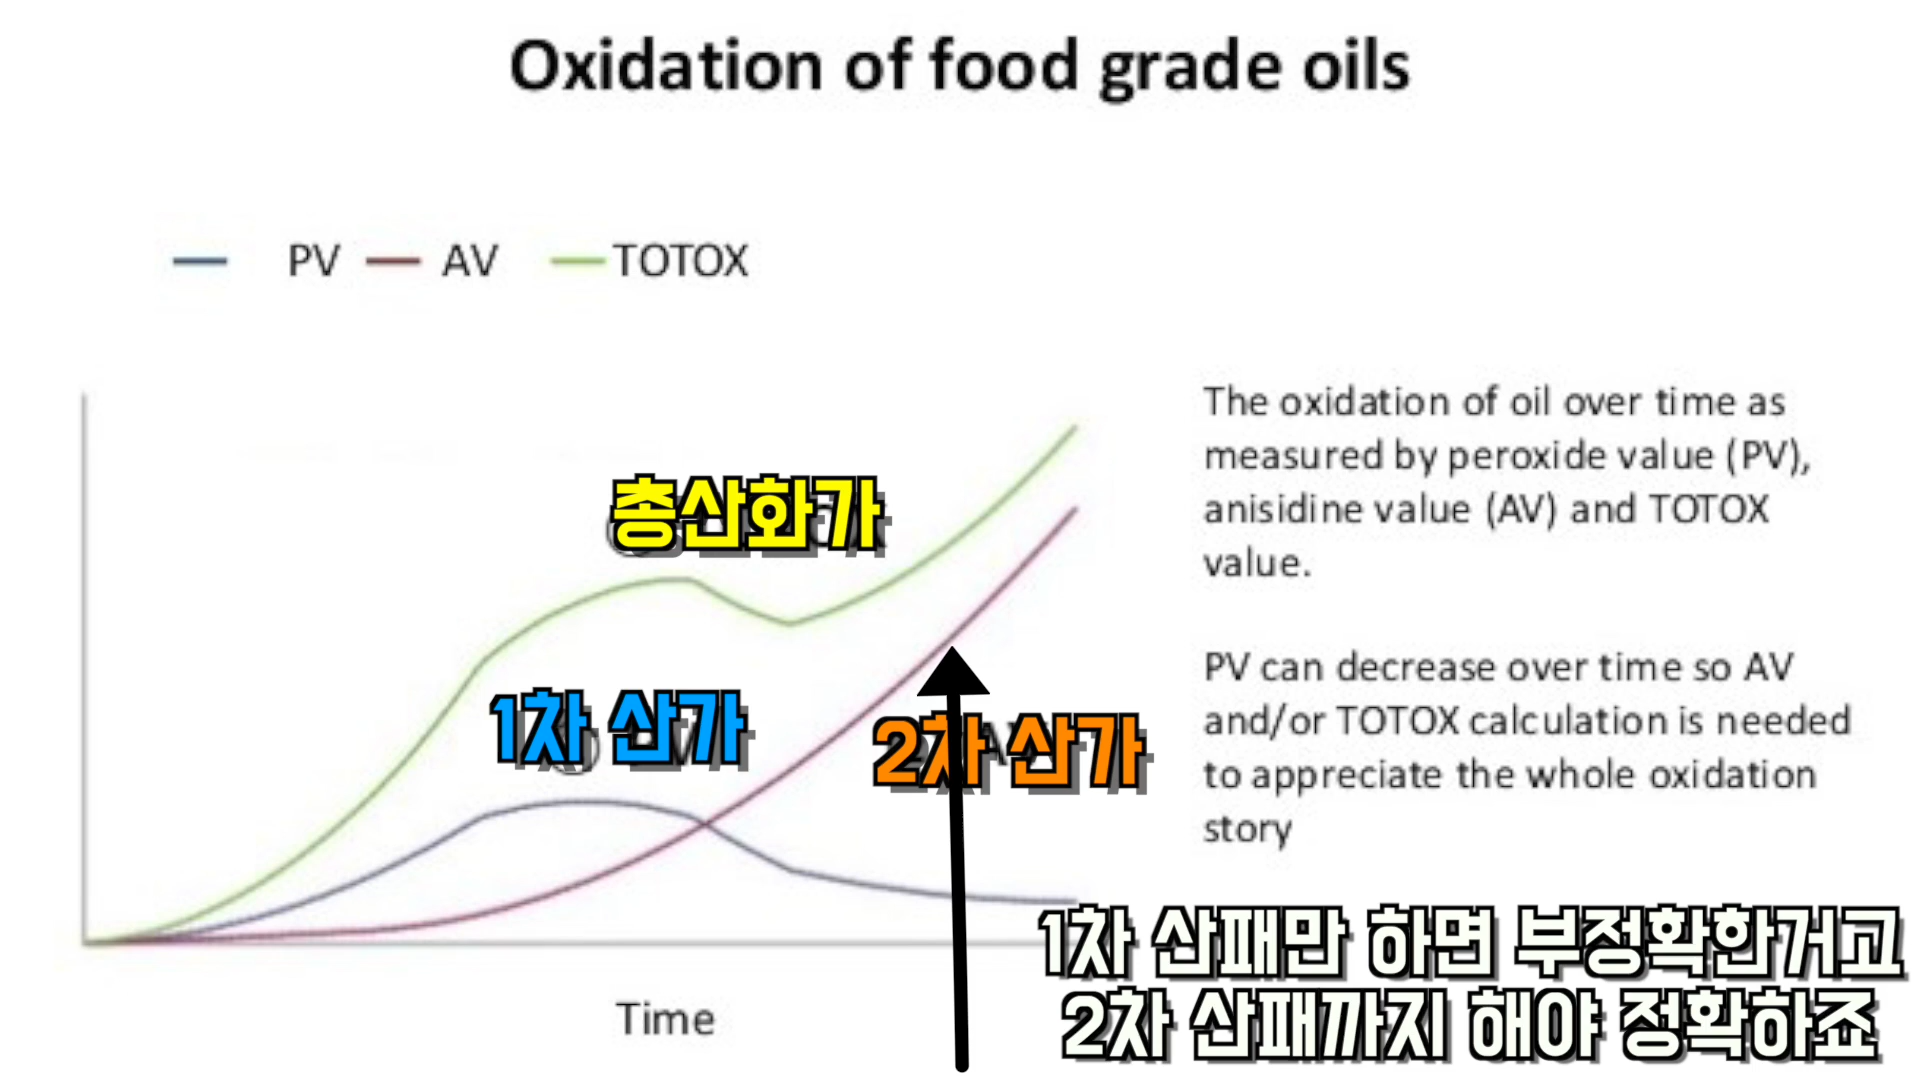 Oxidation of food grade oils
PV AV TOTOX
총산화가
1차 산가
2차 산가
The oxidation of oil over time as
measured by peroxide value (PV),
anisidine value (AV) and TOTOX
value.
PV can decrease over time so AV
and/or TOTOX calculation is needed
to appreciate the whole oxidation
story
1차 산패만 하면 부정확한거고
2차 산패까지 해야 정확하죠
Time